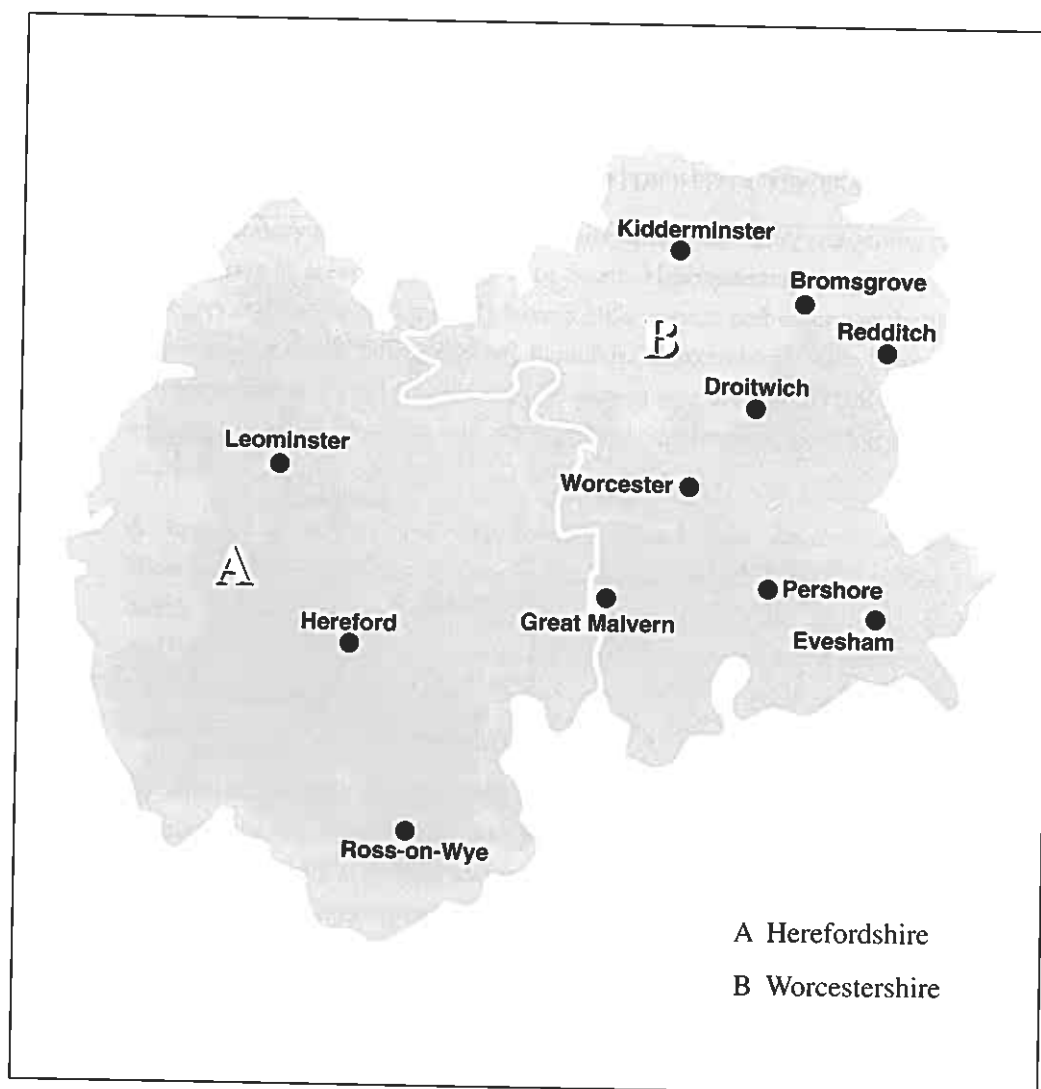 Kidderminster
Bromsgrove
Redditch
B
Droitwich
Leominster
Worcester
A
Pershore
Hereford
Great Malvern
Evesham
Ross-on-Wye
A Herefordshire
B Worcestershire